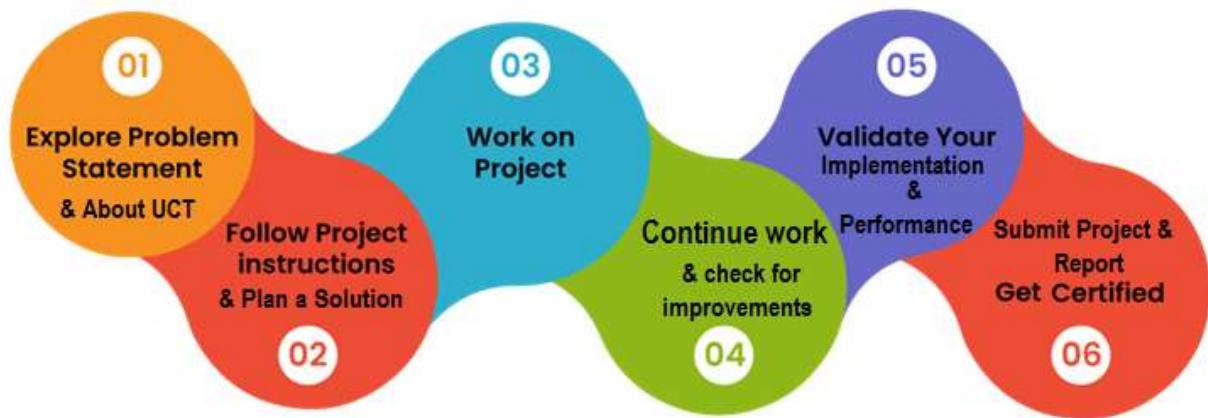 01
Explore Problem
Statement
& About UCT
Follow Project
instructions
& Plan a Solution
02
03
Work on
Project
Continue work
& check for
improvements
04
05
Validate Your
Implementation
&
Performance
Submit Project &
Report
Get Certified
06